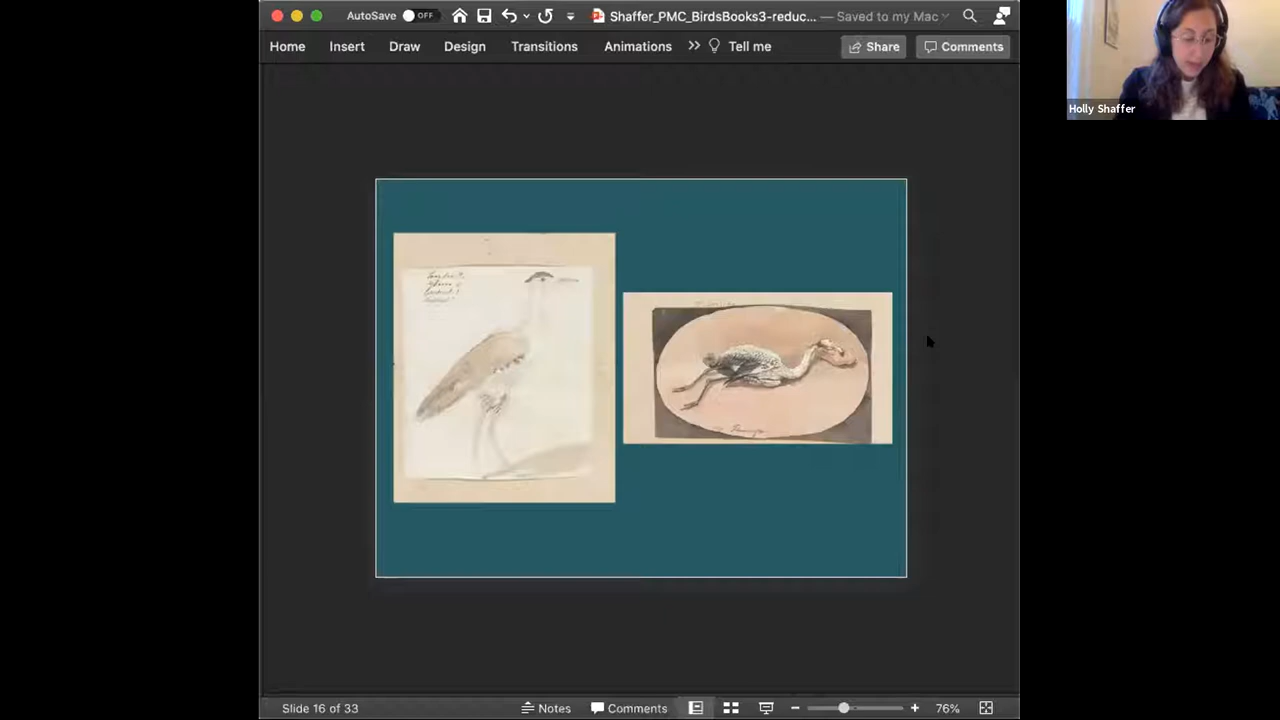 AutoSave OFF Shaffer_PMC_BirdsBooks3-reduc... — Saved to my Mac
Home Insert Draw Design Transitions Animations Tell me Share Comments
Holly Shaffer
Slide 16 of 33 Notes Comments 76%